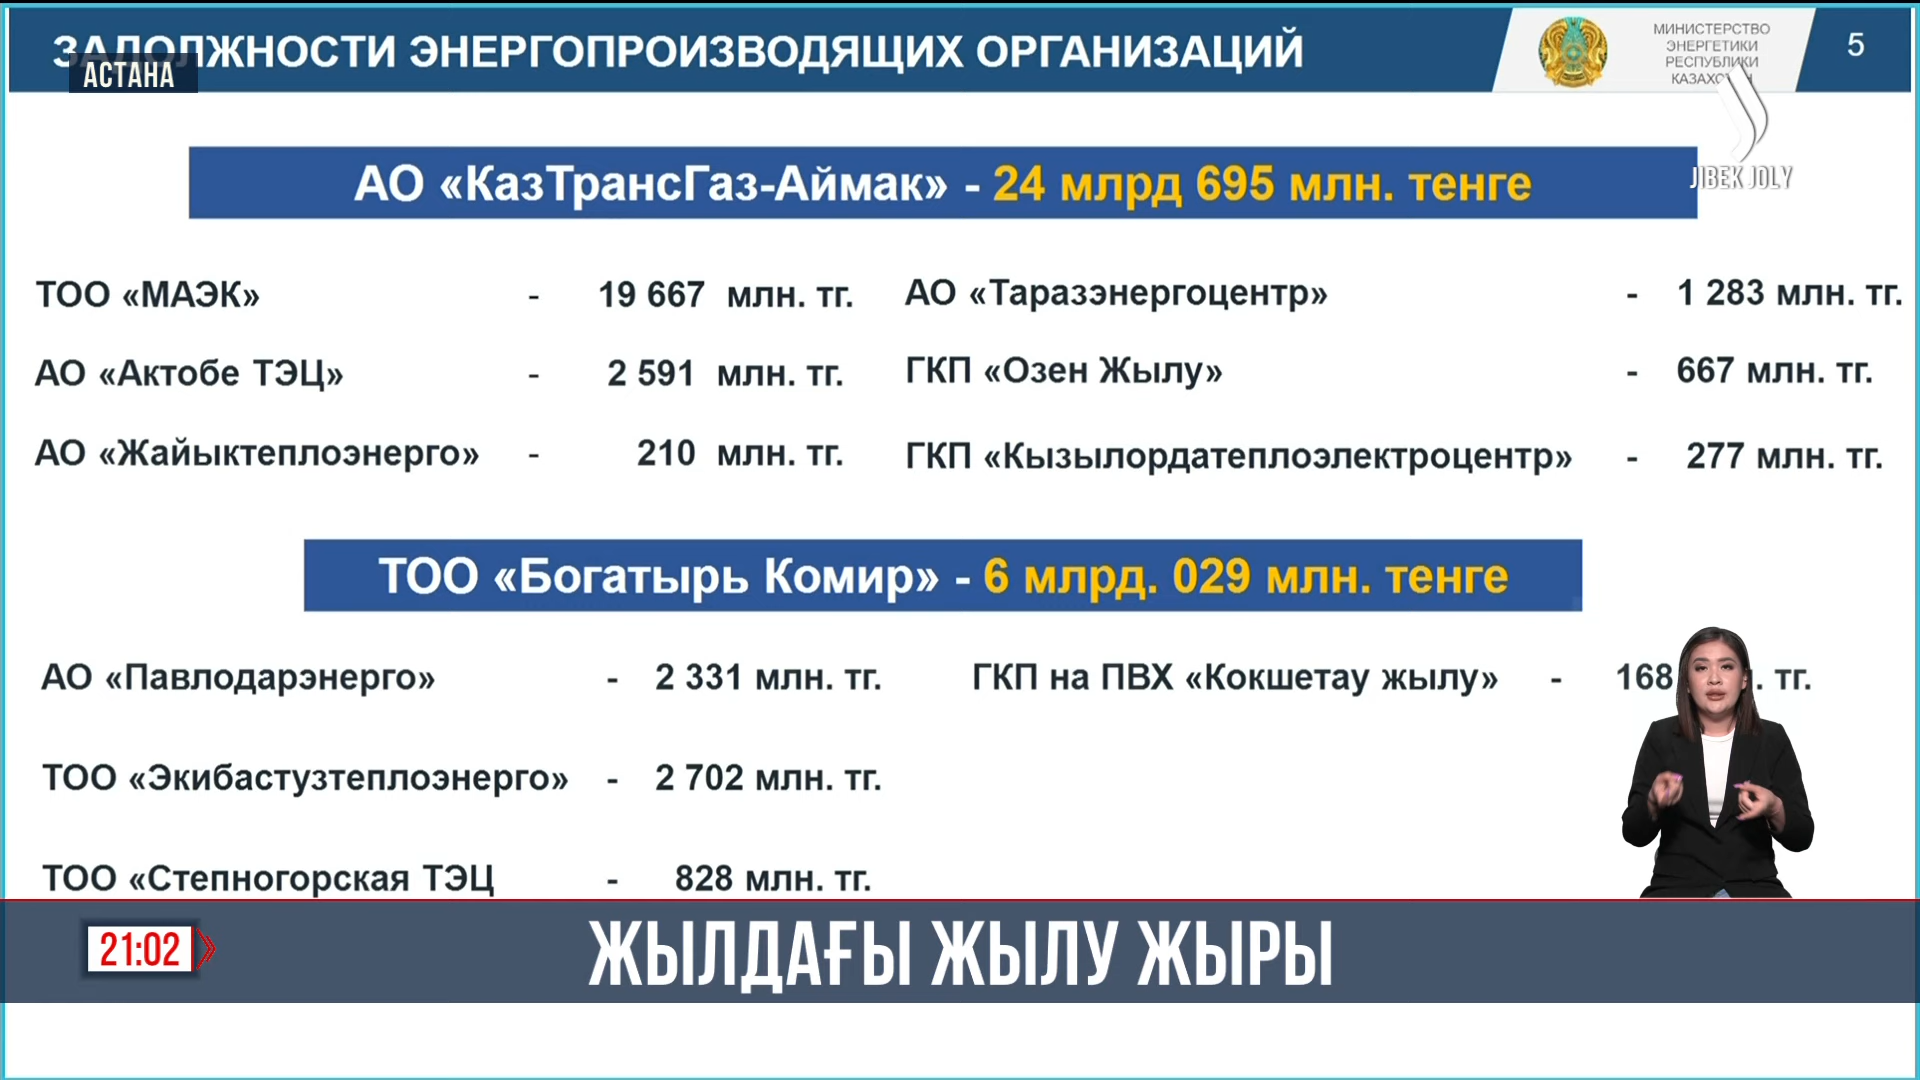 ЗАДОЛЖНОСТИ ЭНЕРГОПРОИЗВОДЯЩИХ ОРГАНИЗАЦИЙ
АСТАНА
МИНИСТЕРСТВО
ЭНЕРГЕТИКИ
РЕСПУБЛИКИ
КАЗАХСТАН
5
JIBEK JOLY
АО «КазТрансГаз-Аймак» - 24 млрд 695 млн. тенге
ТОО «МАЭК» - 19 667 млн. тг.
АО «Таразэнергоцентр» - 1 283 млн. тг.
АО «Актобе ТЭЦ» - 2 591 млн. тг.
ГКП «Озен Жылу» - 667 млн. тг.
АО «Жайыктеплоэнерго» - 210 млн. тг.
ГКП «Кызылордатеплоэлектроцентр» - 277 млн. тг.
ТОО «Богатырь Комир» - 6 млрд. 029 млн. тенге
АО «Павлодарэнерго» - 2 331 млн. тг.
ГКП на ПВХ «Кокшетау жылу» - 168 тг.
ТОО «Экибастузтеплоэнерго» - 2 702 млн. тг.
ТОО «Степногорская ТЭЦ - 828 млн. тг.
21:02
ЖЫЛДАҒЫ ЖЫЛУ ЖЫРЫ